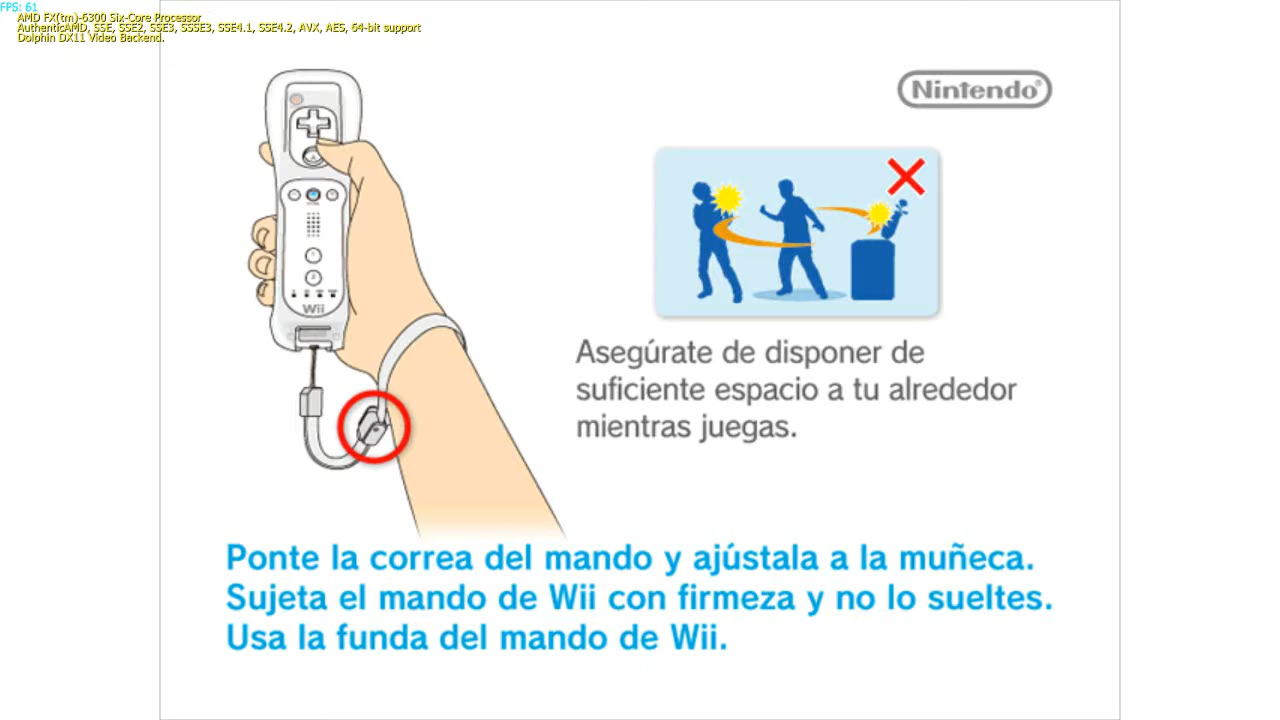 FPS: 61
AMD FX(tm)-6300 Six-Core Processor
AuthenticAMD, SSE, SSE2, SSE3, SSSE3, SSE4.1, SSE4.2, AVX, AES, 64-bit support
Dolphin DX11 Video Backend.
Nintendo®
Wii
Asegúrate de disponer de
suficiente espacio a tu alrededor
mientras juegas.
Ponte la correa del mando y ajústala a la muñeca.
Sujeta el mando de Wii con firmeza y no lo sueltes.
Usa la funda del mando de Wii.